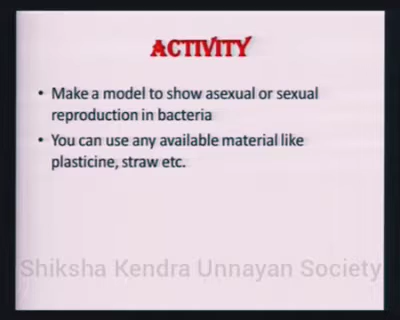 ACTIVITY
• Make a model to show asexual or sexual
reproduction in bacteria
• You can use any available material like
plasticine, straw etc.
Shiksha Kendra Unnayan Society